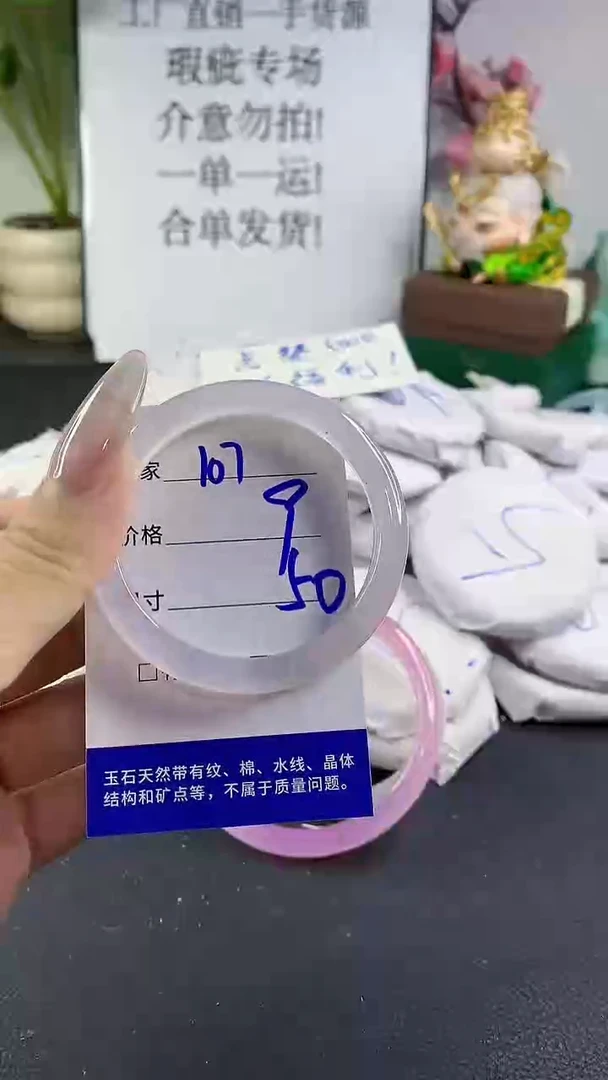 工厂直销一手货源
瑕疵专场
介意勿拍!
一单一运!
合单发货!
家 107
价格
寸 50
玉石天然带有纹、棉、水线、晶体
结构和矿点等，不属于质量问题。